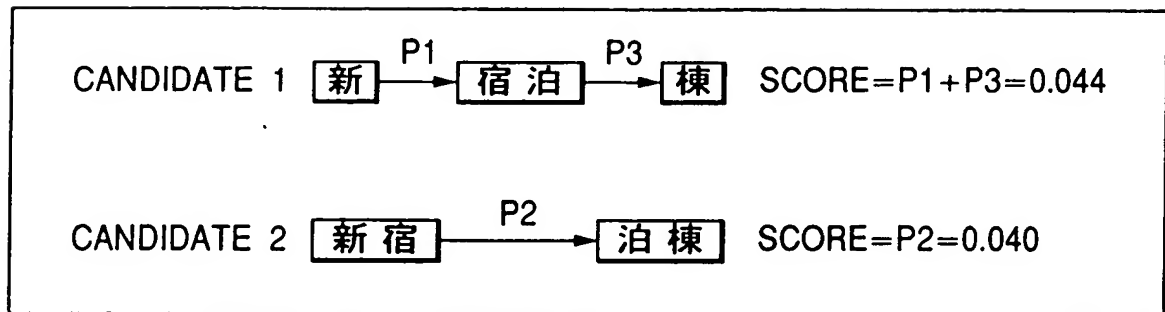 P1 P3
CANDIDATE 1 新 宿泊 棟 SCORE=P1+P3=0.044
P2
CANDIDATE 2 新宿 泊棟 SCORE=P2=0.040